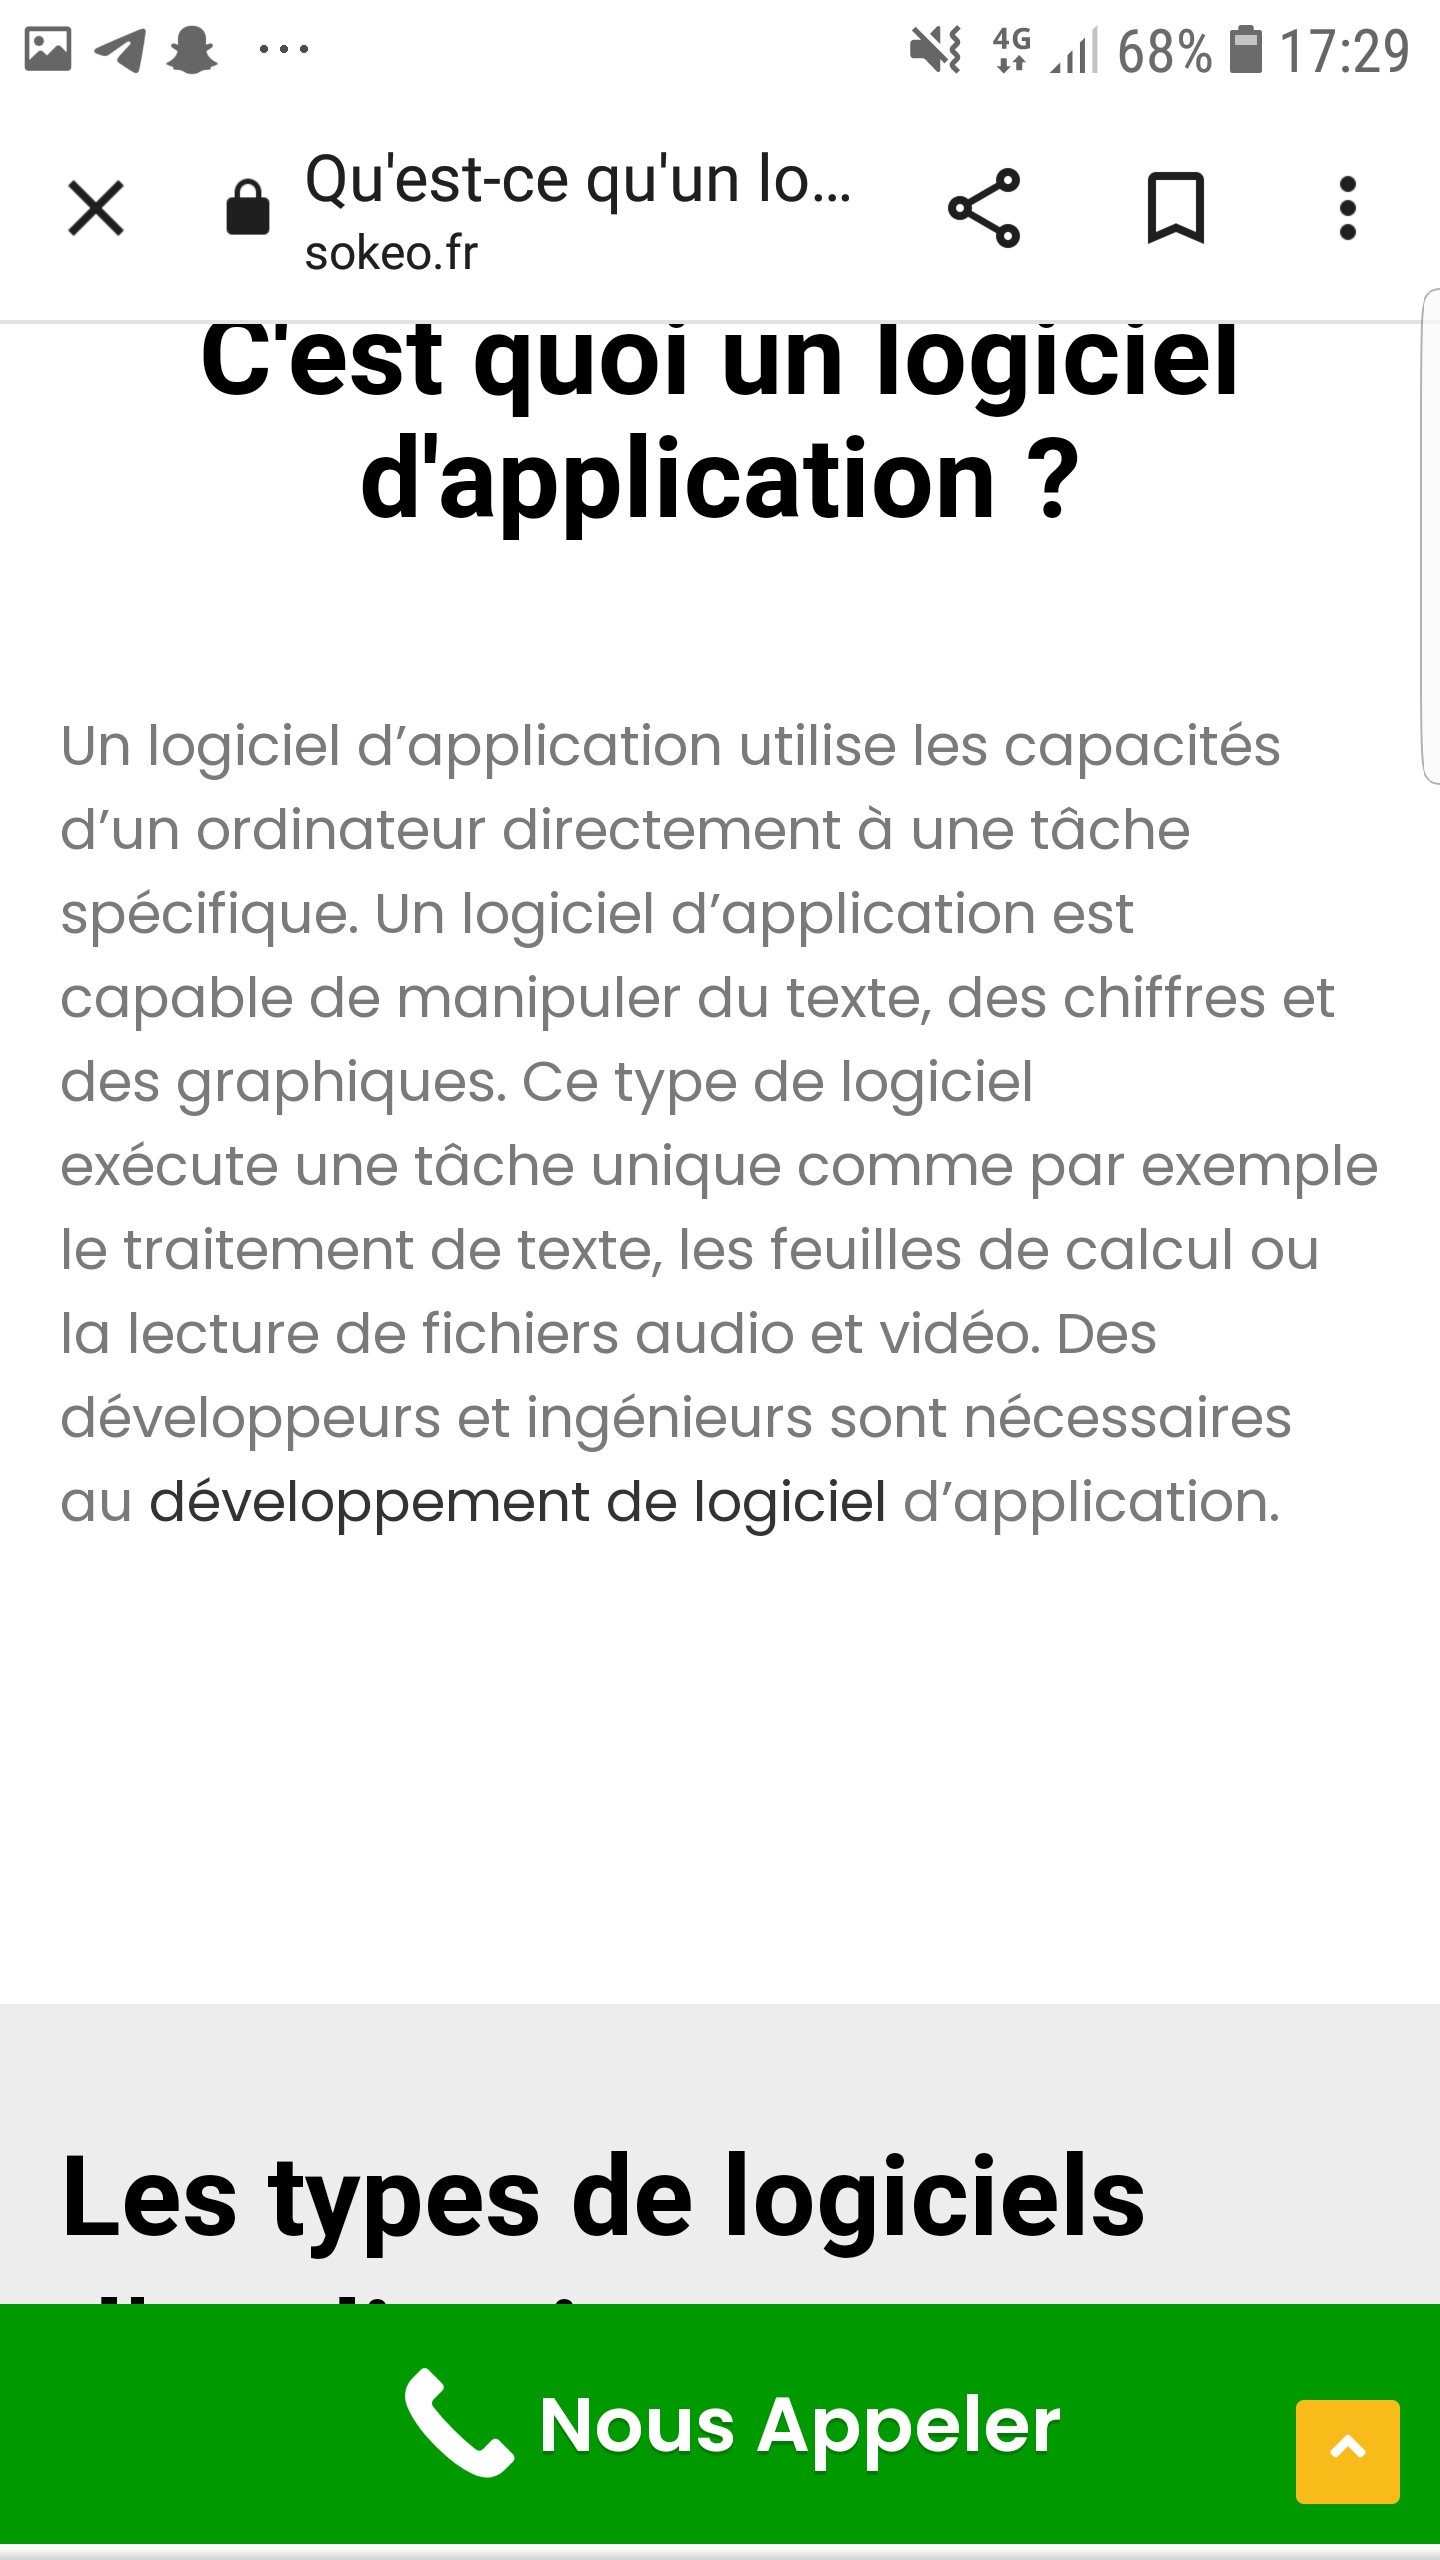 4G 68% 17:29
Qu'est-ce qu'un lo...
sokeo.fr
C'est quoi un logiciel
d'application ?
Un logiciel d’application utilise les capacités
d’un ordinateur directement à une tâche
spécifique. Un logiciel d’application est
capable de manipuler du texte, des chiffres et
des graphiques. Ce type de logiciel
exécute une tâche unique comme par exemple
le traitement de texte, les feuilles de calcul ou
la lecture de fichiers audio et vidéo. Des
développeurs et ingénieurs sont nécessaires
au développement de logiciel d’application.
Les types de logiciels
Nous Appeler